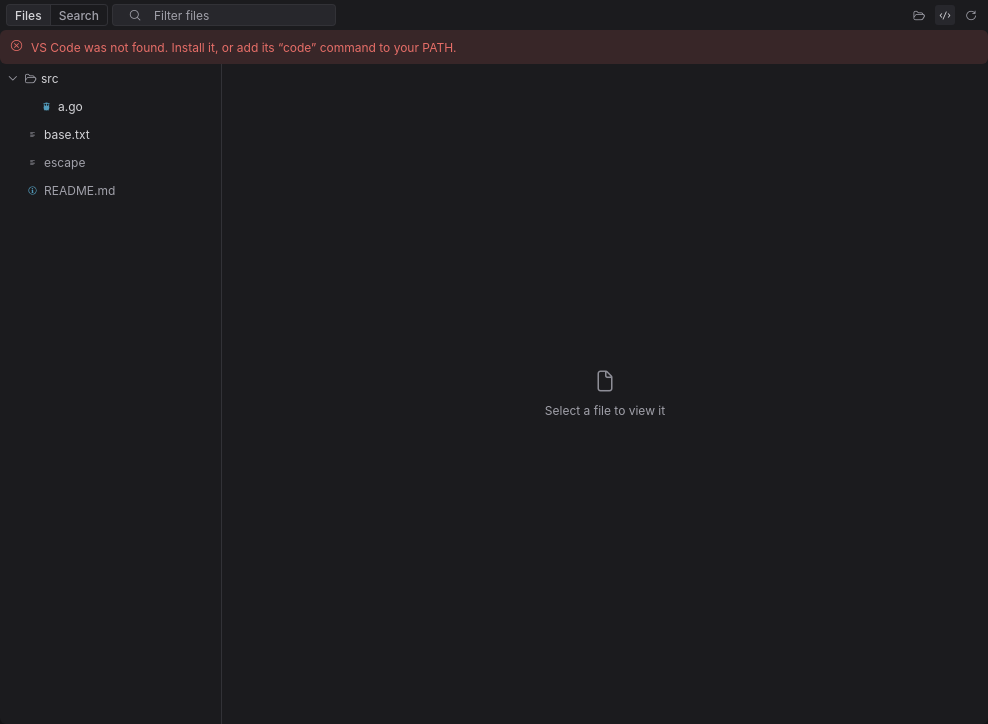 Files
Search
Filter files
VS Code was not found. Install it, or add its “code” command to your PATH.
src
a.go
base.txt
escape
README.md
Select a file to view it